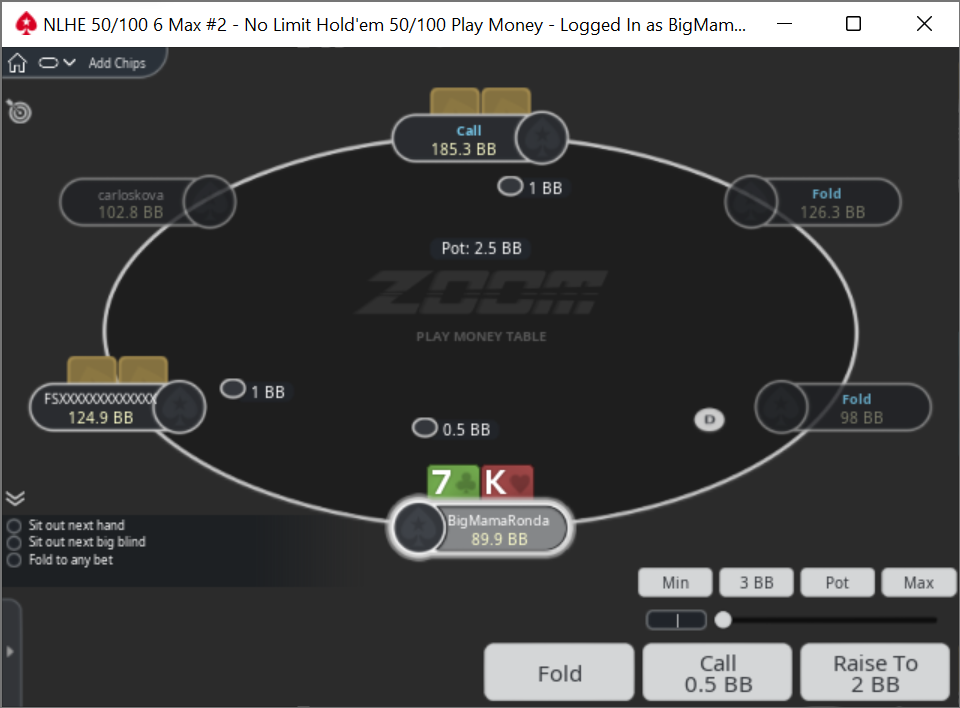 NLHE 50/100 6 Max #2 - No Limit Hold'em 50/100 Play Money - Logged In as BigMam...
Add Chips
Call
185.3 BB
carloskova
102.8 BB
Fold
126.3 BB
1 BB
Pot: 2.5 BB
ZOOM
PLAY MONEY TABLE
FSXXXXXXXXXXXXX
124.9 BB
1 BB
Fold
98 BB
D
0.5 BB
7 K
BigMamaRonda
89.9 BB
Sit out next hand
Sit out next big blind
Fold to any bet
Min
3 BB
Pot
Max
Fold
Call
0.5 BB
Raise To
2 BB